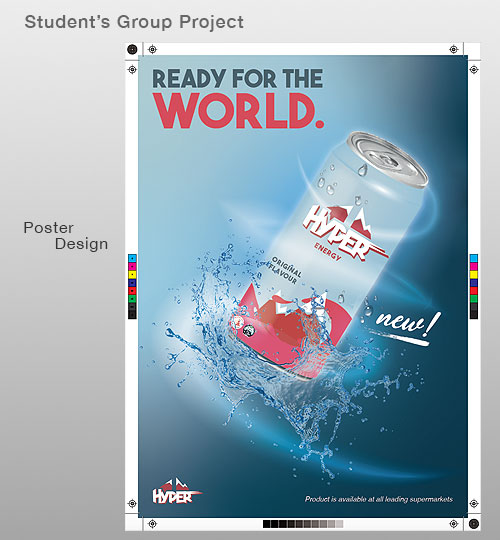 Student's Group Project
READY FOR THE
WORLD.
Poster
Design
HYPER
ENERGY
ORIGINAL
FLAVOUR
new!
HYPER
Product is available at all leading supermarkets